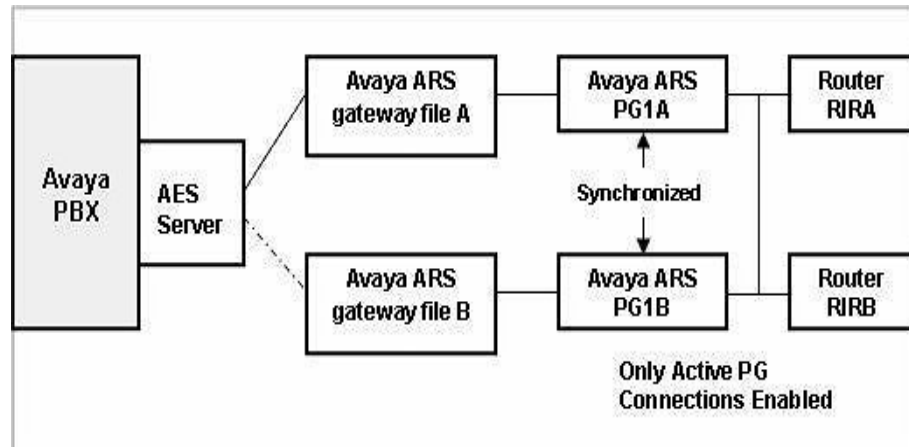 Avaya
PBX
AES
Server
Avaya ARS
gateway file A
Avaya ARS
PG1A
Router
RIRA
Synchronized
Avaya ARS
gateway file B
Avaya ARS
PG1B
Router
RIRB
Only Active PG
Connections Enabled